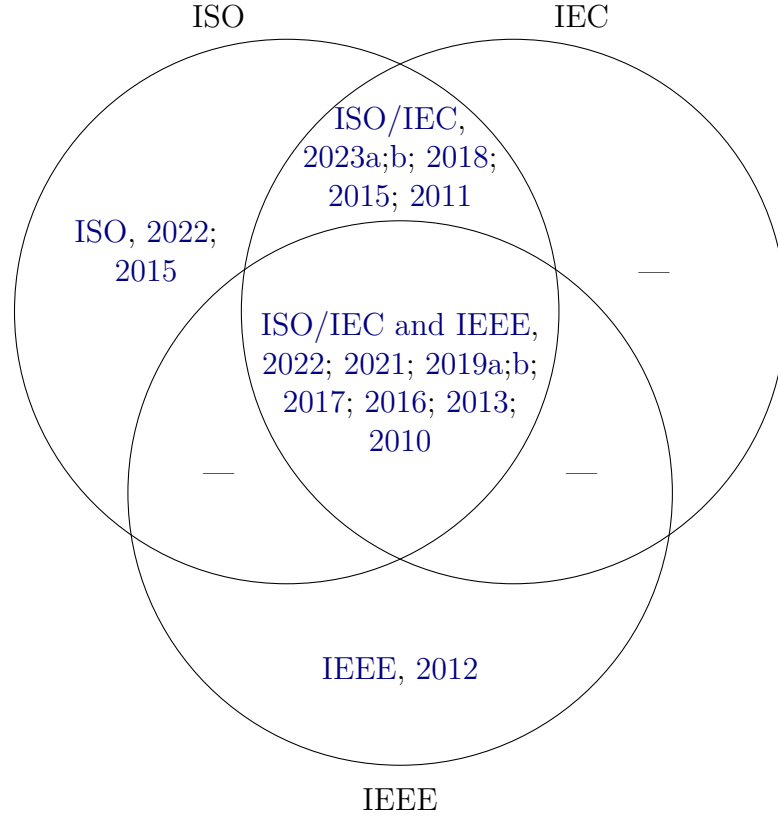 ISO
IEC
ISO/IEC,
2023a;b; 2018;
2015; 2011
ISO, 2022;
2015
—
ISO/IEC and IEEE,
2022; 2021; 2019a;b;
2017; 2016; 2013;
2010
—
—
IEEE, 2012
IEEE